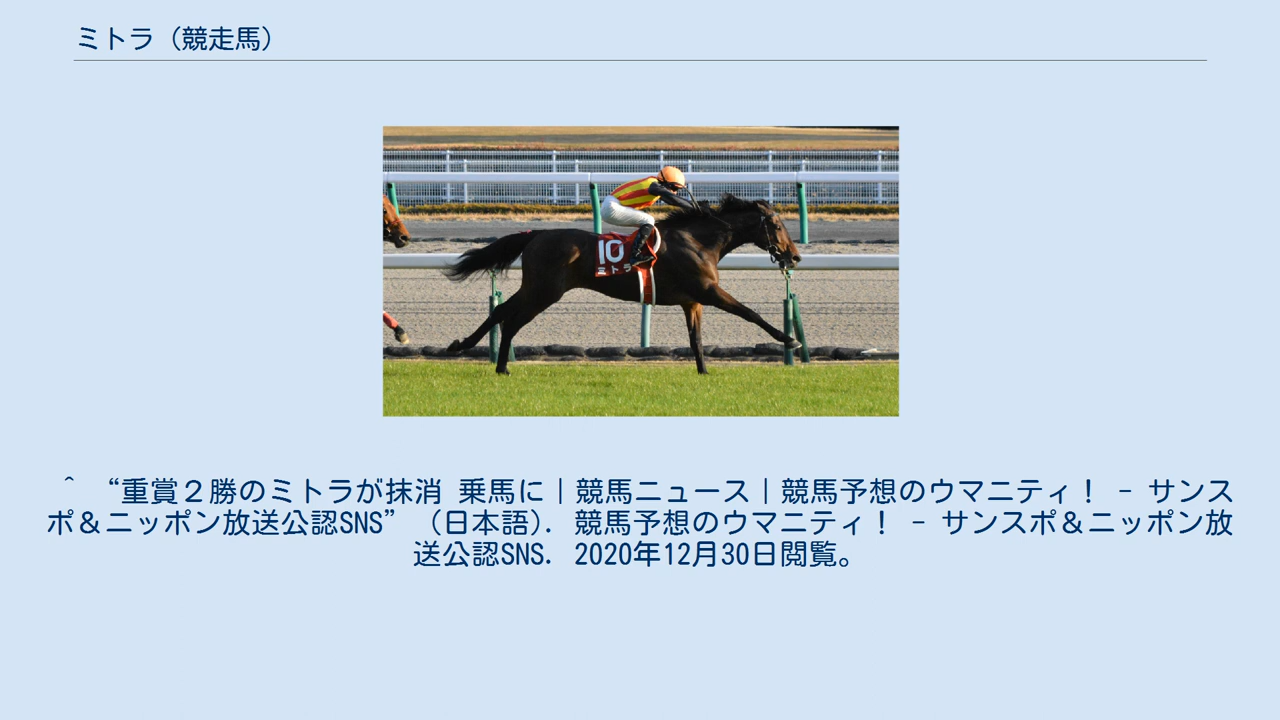 ミトラ（競走馬）
10
ミトラ
^ “重賞２勝のミトラが抹消 乗馬に｜競馬ニュース｜競馬予想のウマニティ！ - サンス
ポ＆ニッポン放送公認SNS” （日本語）. 競馬予想のウマニティ！ - サンスポ＆ニッポン放
送公認SNS. 2020年12月30日閲覧。